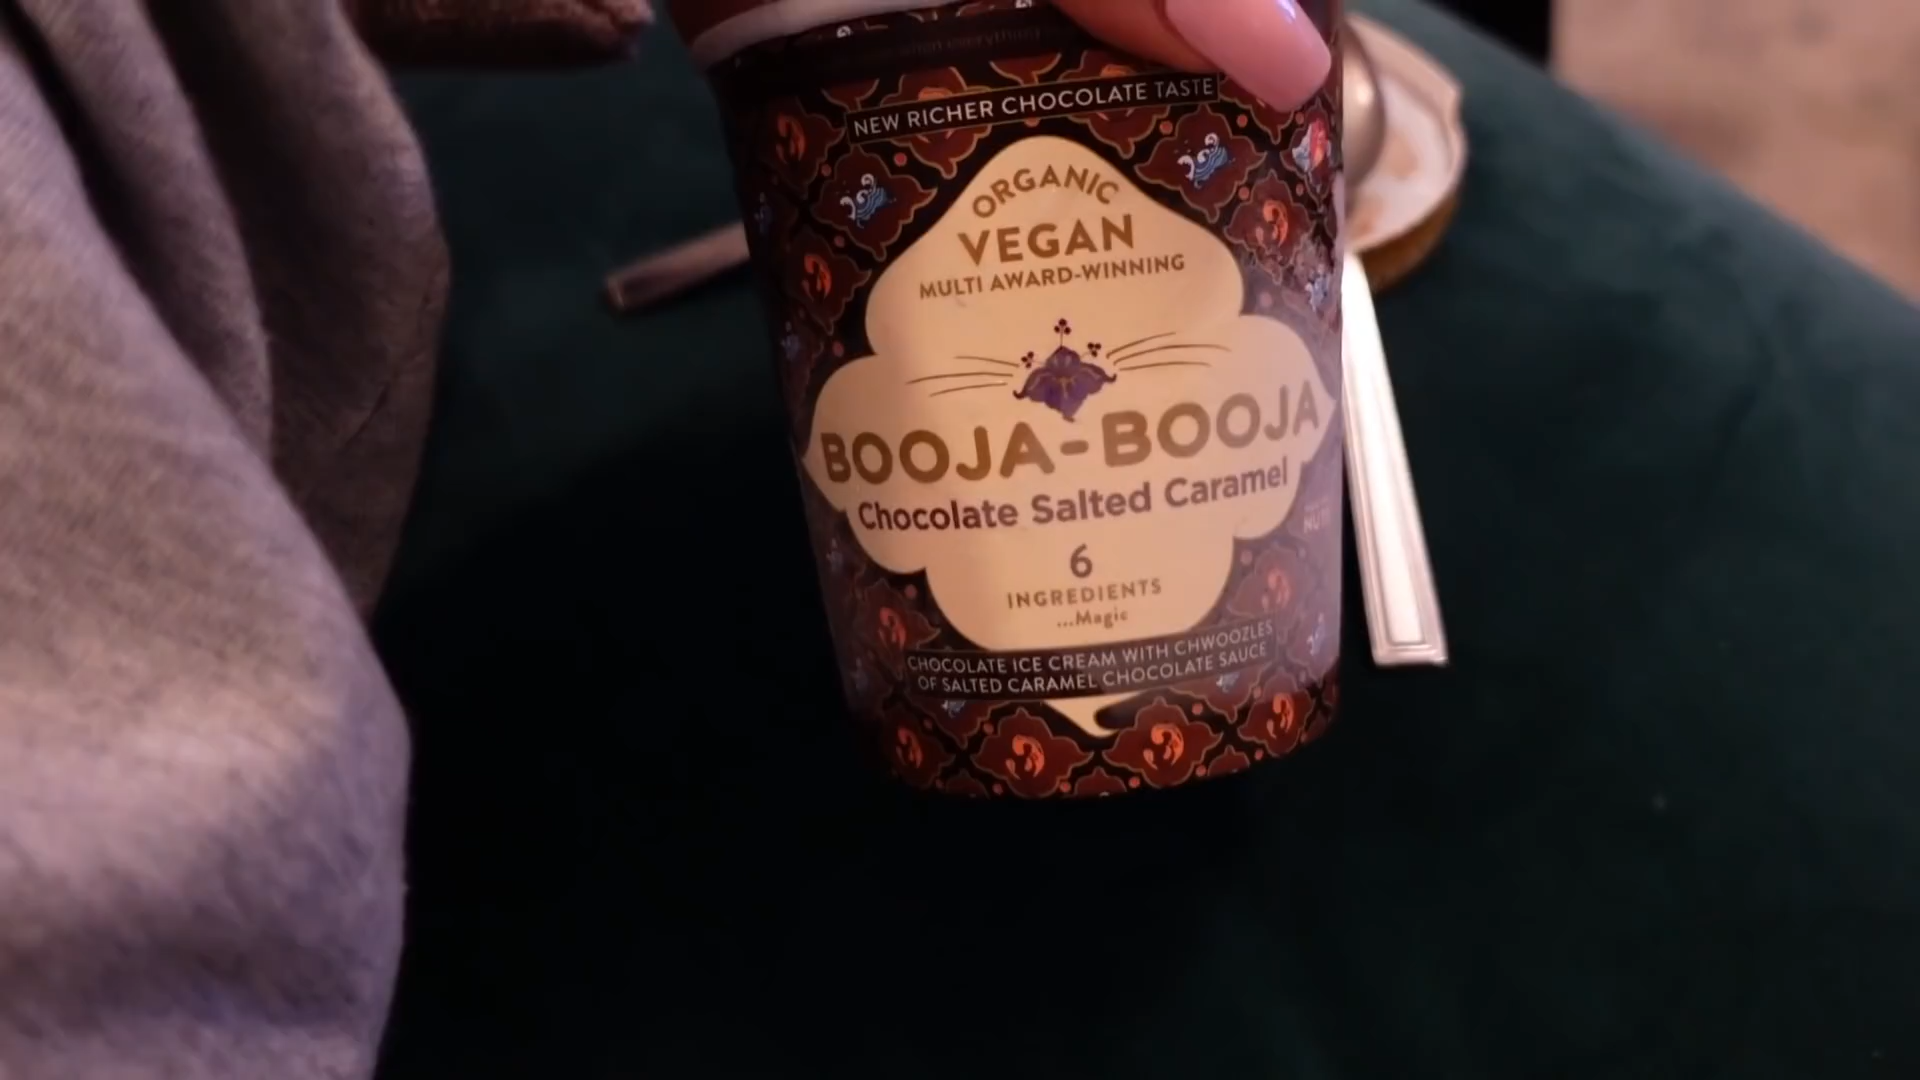 NEW RICHER CHOCOLATE TASTE
ORGANIC
VEGAN
MULTI AWARD-WINNING
BOOJA-BOOJA
Chocolate Salted Caramel
6
INGREDIENTS
...Magic
CHOCOLATE ICE CREAM WITH CHWOOZLES
OF SALTED CARAMEL CHOCOLATE SAUCE